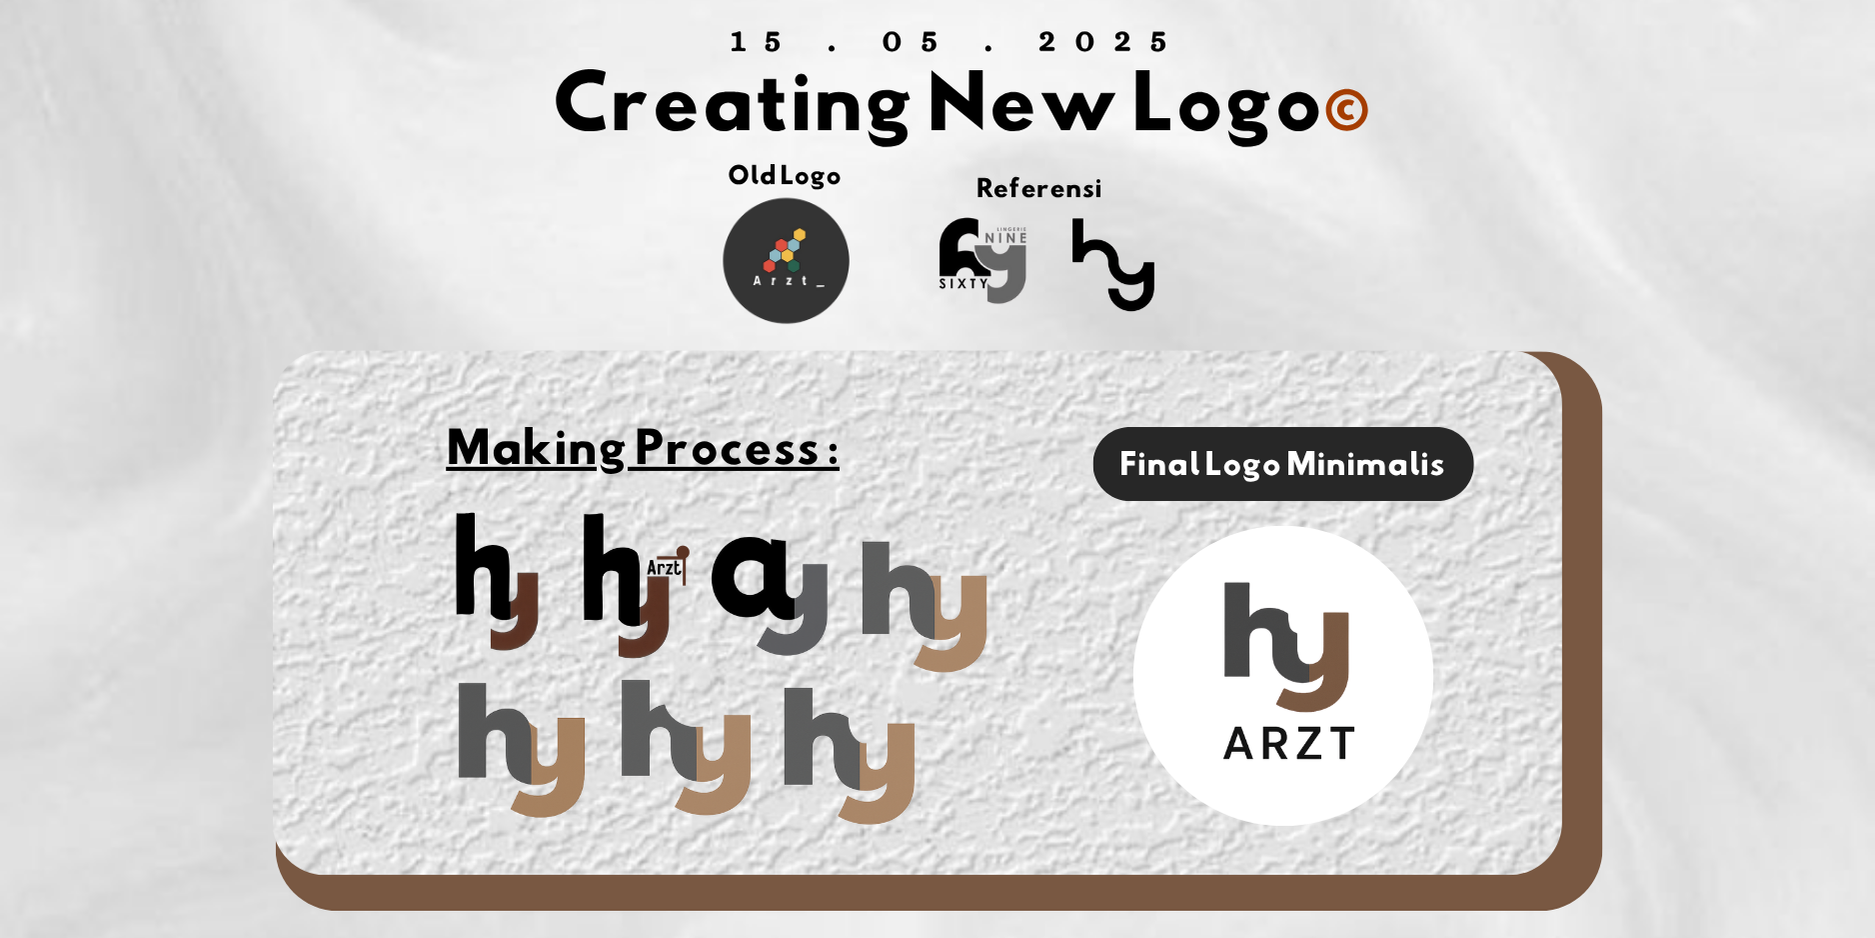 15 . 05 . 2025
Creating New Logo©
Old Logo
Referensi
Arzt_
LINGERIE
NINE
SIXTY
hy
Making Process :
Final Logo Minimalis
hy
hy
Arzt
ay
hy
hy
hy
hy
hy
ARZT